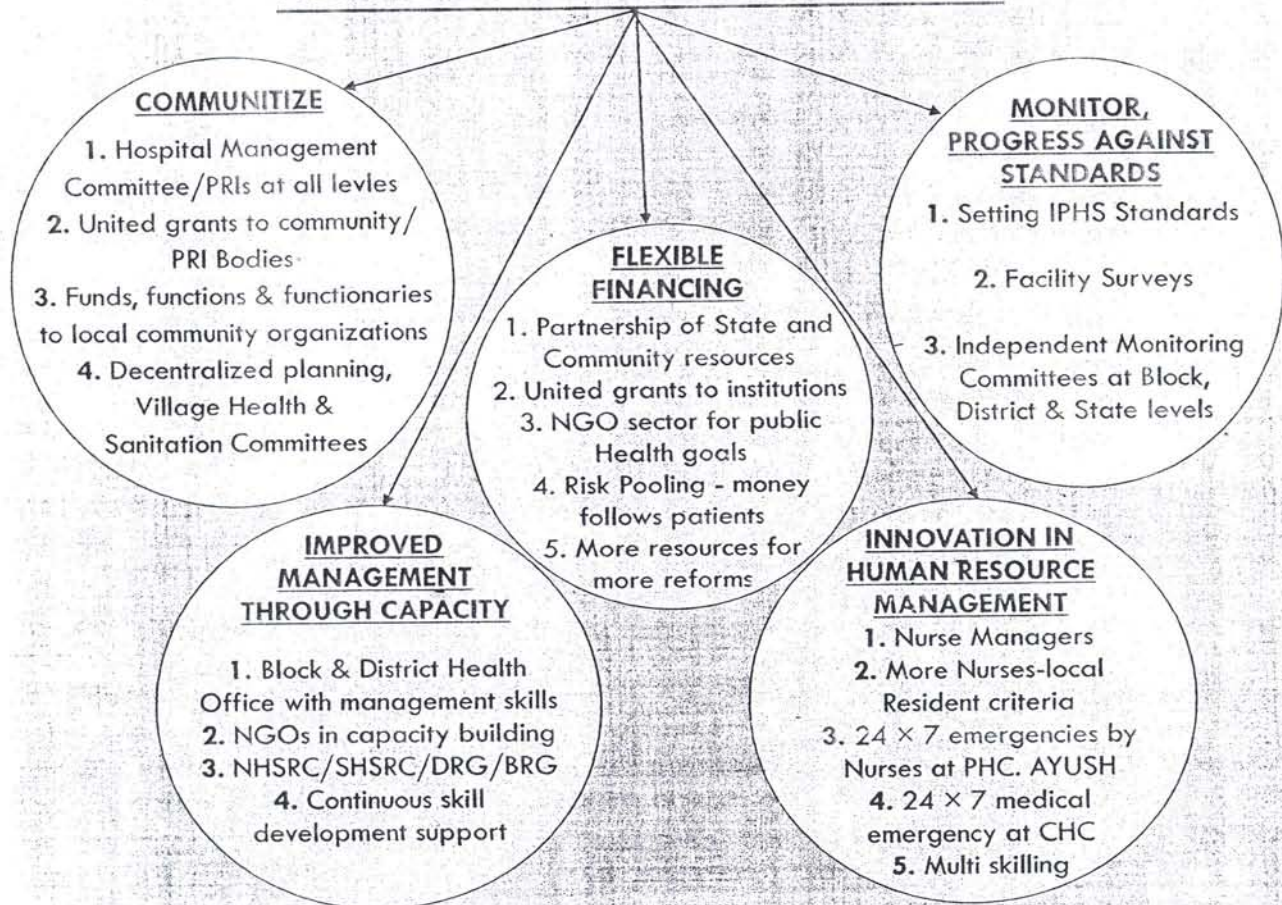 COMMUNITIZE
1. Hospital Management
Committee/PRIs at all levles
2. United grants to community/
PRI Bodies
3. Funds, functions & functionaries
to local community organizations
4. Decentralized planning,
Village Health &
Sanitation Committees
FLEXIBLE
FINANCING
1. Partnership of State and
Community resources
2. United grants to institutions
3. NGO sector for public
Health goals
4. Risk Pooling - money
follows patients
5. More resources for
more reforms
MONITOR,
PROGRESS AGAINST
STANDARDS
1. Setting IPHS Standards
2. Facility Surveys
3. Independent Monitoring
Committees at Block,
District & State levels
IMPROVED
MANAGEMENT
THROUGH CAPACITY
1. Block & District Health
Office with management skills
2. NGOs in capacity building
3. NHSRC/SHSRC/DRG/BRG
4. Continuous skill
development support
INNOVATION IN
HUMAN RESOURCE
MANAGEMENT
1. Nurse Managers
2. More Nurses-local
Resident criteria
3. 24 × 7 emergencies by
Nurses at PHC. AYUSH
4. 24 × 7 medical
emergency at CHC
5. Multi skilling